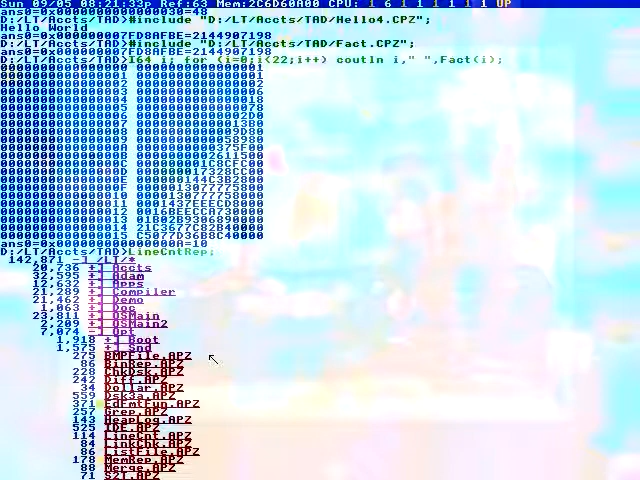 Sun 09/05 08:21:33p Ref:63 Mem:2C6D60A00 CPU: 1 6 1 1 1 1 1 1 UP
ans0=0x0000000000000030=48
D:/LT/Accts/TAD>#include "D:/LT/Accts/TAD/Hello4.CPZ";
Hello World
ans0=0x000000007FD8AFBE=2144907198
D:/LT/Accts/TAD>#include "D:/LT/Accts/TAD/Fact.CPZ";
ans0=0x000000007FD8AFBE=2144907198
D:/LT/Accts/TAD>I64 i; for (i=0;i<22;i++) coutln i," ",Fact(i);
0000000000000000 0000000000000001
0000000000000001 0000000000000001
0000000000000002 0000000000000002
0000000000000003 0000000000000006
0000000000000004 0000000000000018
0000000000000005 0000000000000078
0000000000000006 00000000000002D0
0000000000000007 00000000000013B0
0000000000000008 0000000000009D80
0000000000000009 0000000000058980
000000000000000A 0000000000375F00
000000000000000B 0000000002611500
000000000000000C 000000001C8CFC00
000000000000000D 000000017328CC00
000000000000000E 000000144C3B2800
000000000000000F 0000013077775800
0000000000000010 0000130777758000
0000000000000011 0001437EEECD8000
0000000000000012 0016BEECCA730000
0000000000000013 01B02B9306890000
0000000000000014 21C3677C82B40000
0000000000000015 C5077D36B8C40000
ans0=0x000000000000000A=10
D:/LT/Accts/TAD>LineCntRep;
142,871 -] /LT/*
20,736 +] Accts
32,595 +] Adam
12,632 +] Apps
21,289 +] Compiler
21,462 +] Demo
1,063 +] Doc
23,811 +] OSMain
2,209 +] OSMain2
7,074 -] Opt
1,918 +] Boot
1,575 +] Snd
275 BMPFile.APZ
86 BinRep.APZ
228 ChkDsk.APZ
242 Diff.APZ
34 Dollar.APZ
559 Dsk3a.APZ
371 EdFmtFun.APZ
257 Grep.APZ
143 HeapLog.APZ
525 IDE.APZ
114 LineCnt.APZ
84 LinkChk.APZ
86 ListFile.APZ
178 MemRep.APZ
88 Merge.APZ
71 S2T.APZ